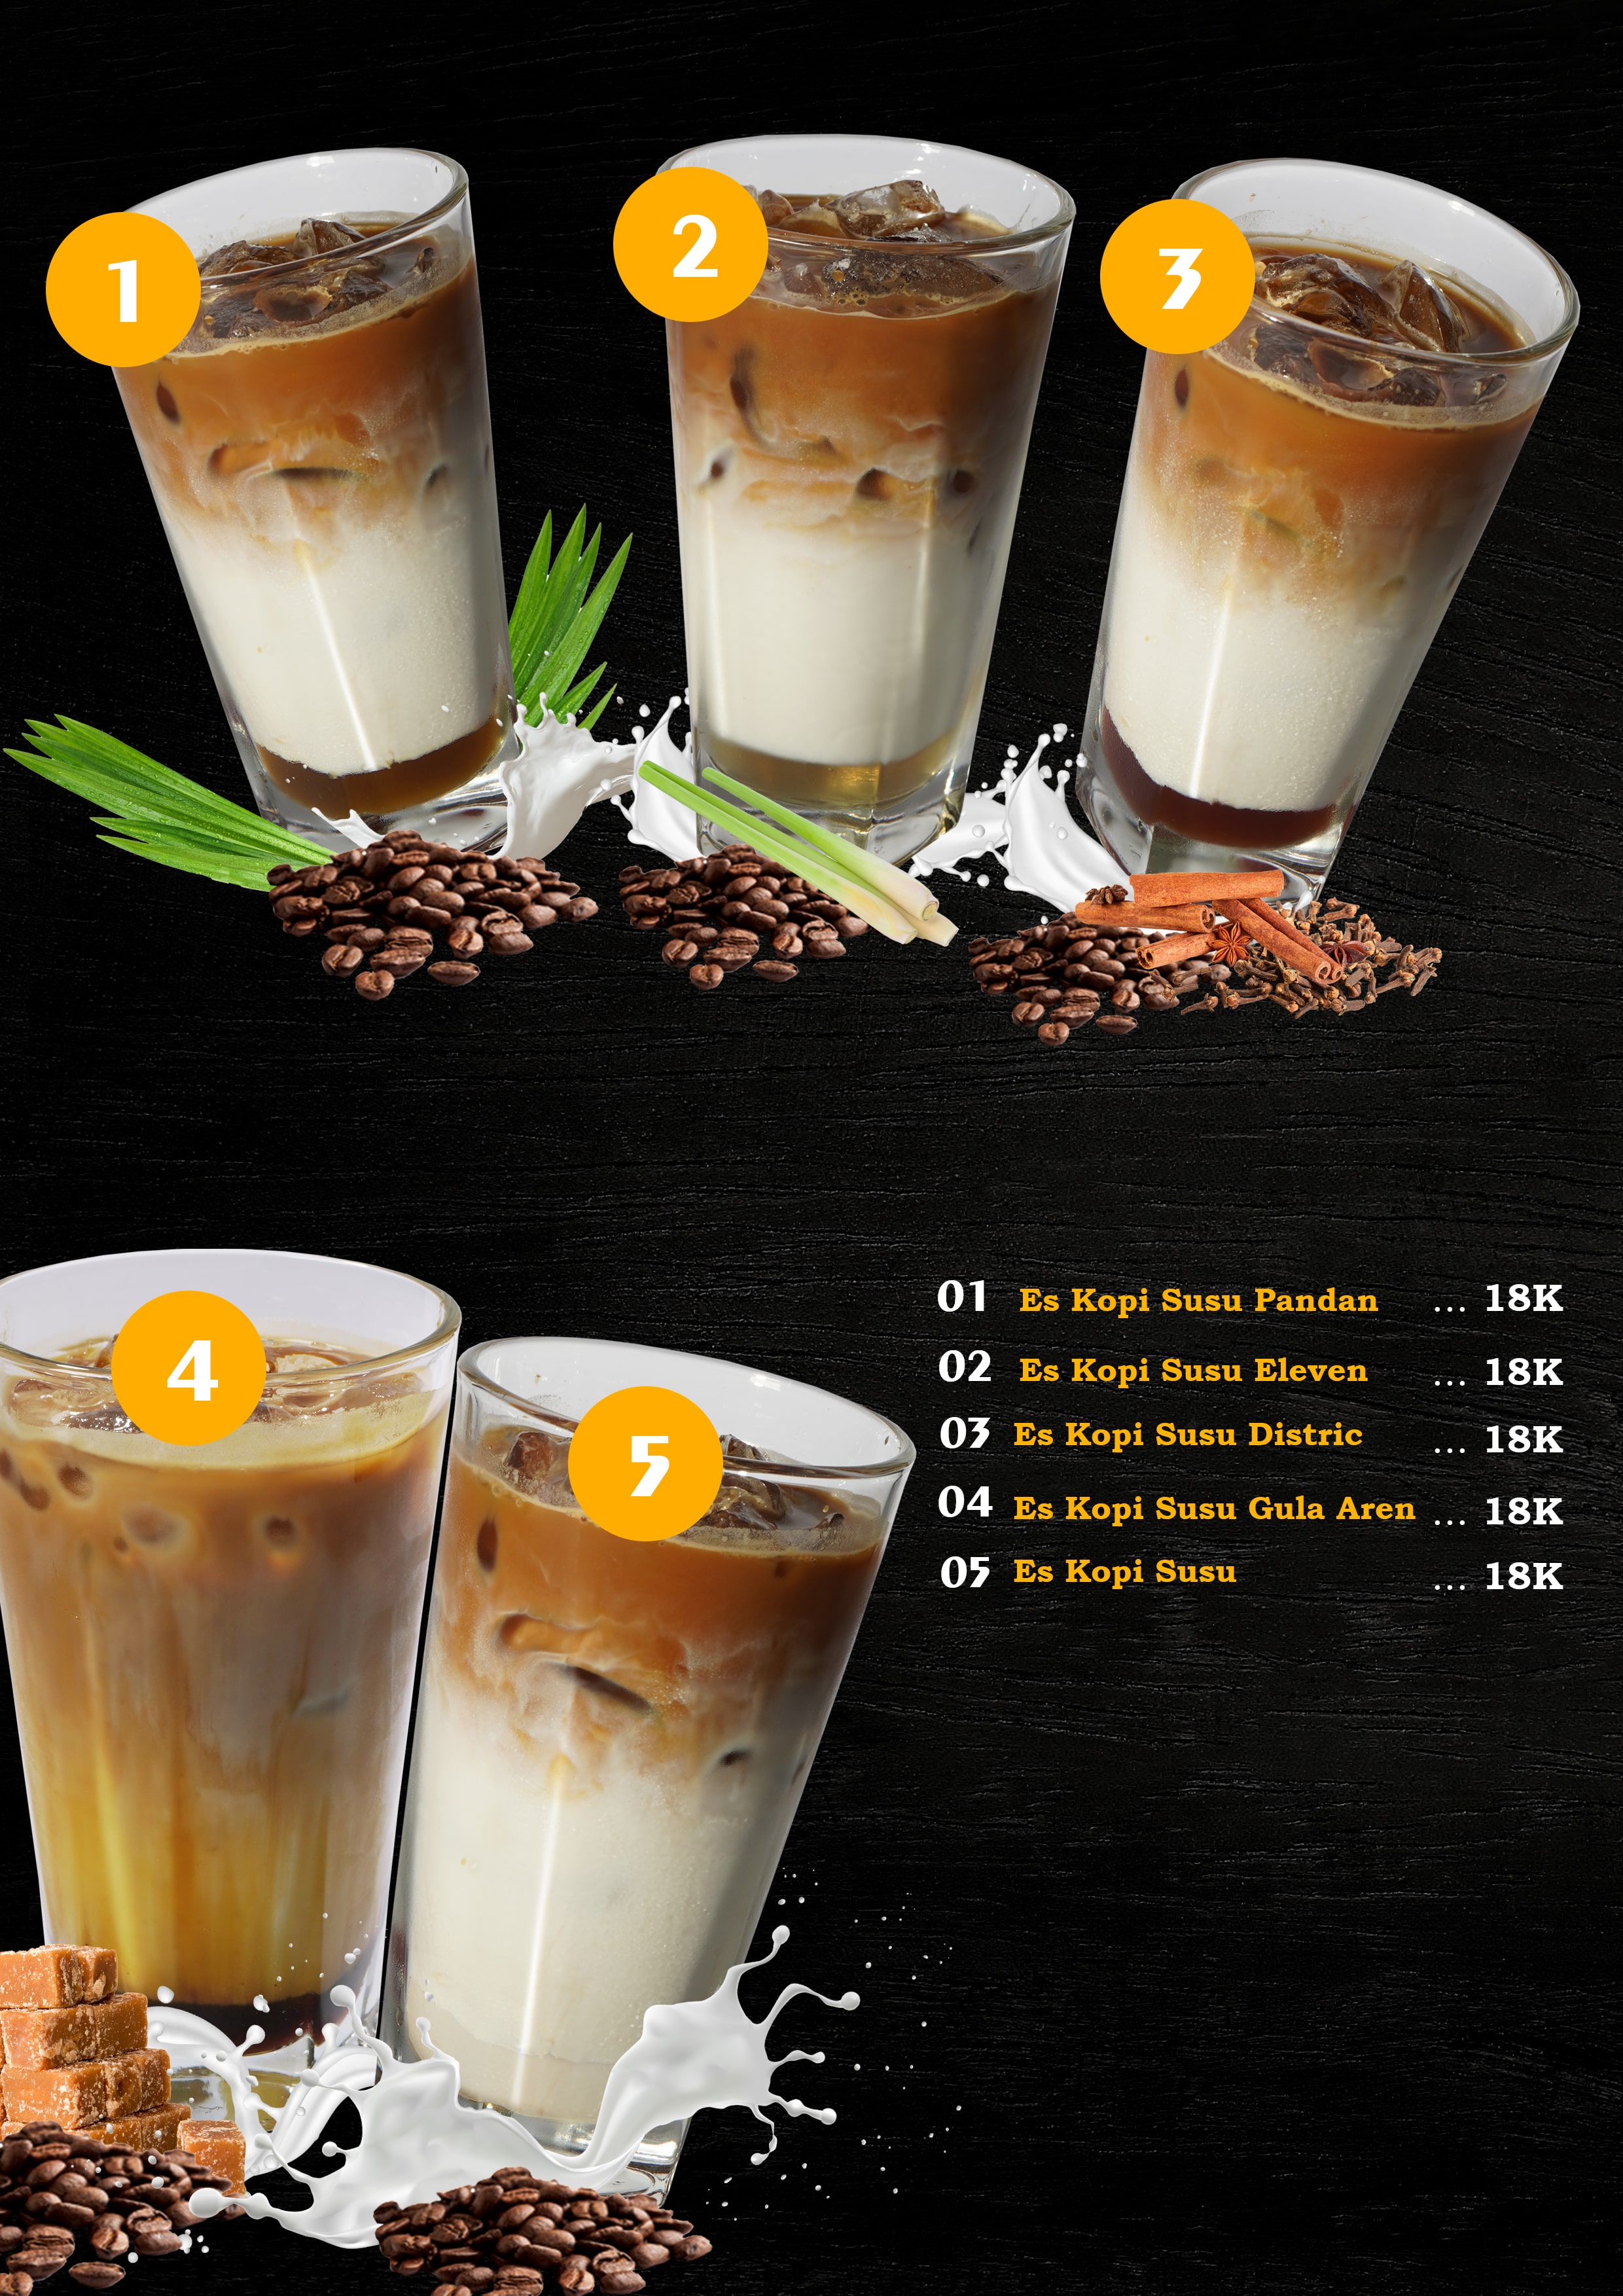 1
2
3
4
5
01 Es Kopi Susu Pandan ... 18K
02 Es Kopi Susu Eleven ... 18K
03 Es Kopi Susu Distric ... 18K
04 Es Kopi Susu Gula Aren ... 18K
05 Es Kopi Susu ... 18K